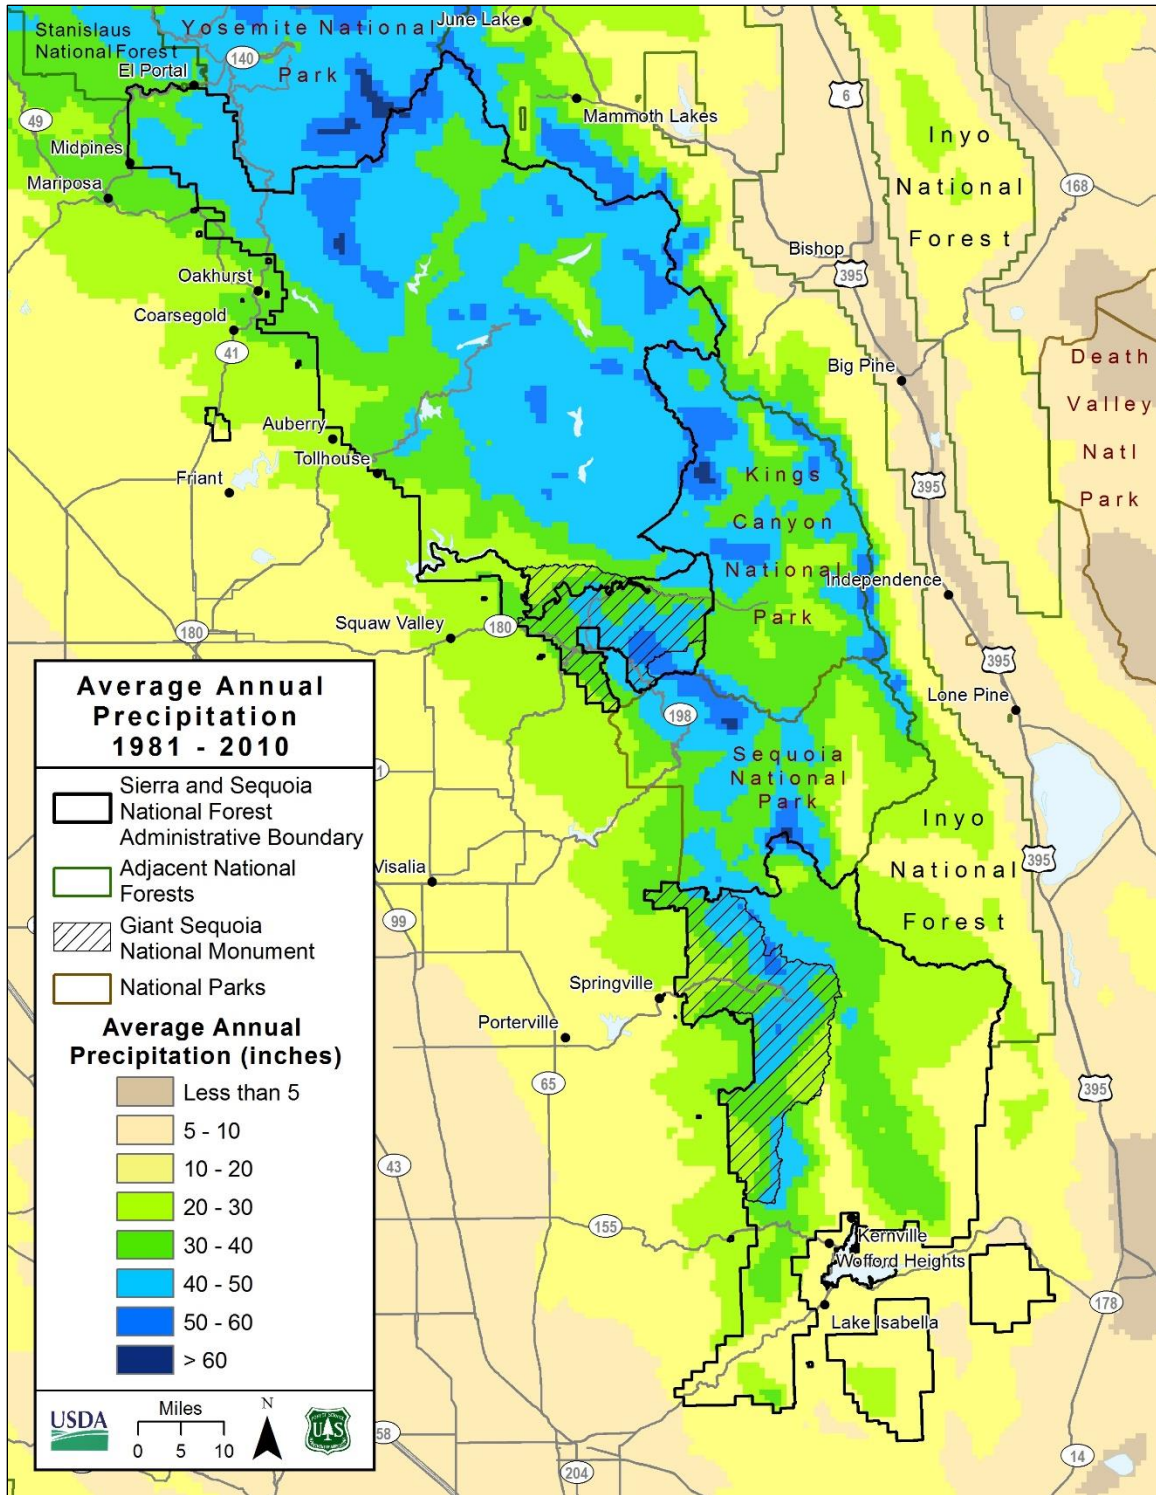 June Lake
Stanislaus
National Forest
Yosemite National
Park
El Portal
140
49
Mammoth Lakes
6
Midpines
Mariposa
Inyo
National
Forest
168
Bishop
395
Oakhurst
Coarsegold
41
Big Pine
Death
Valley
Natl
Park
Auberry
Tollhouse
Friant
Kings
Canyon
National
Park
395
Independence
180
Squaw Valley
180
395
Lone Pine
198
Sequoia
National
Park
Inyo
National
Forest
395
Visalia
99
Springville
Porterville
65
395
43
155
Kernville
Wofford Heights
Lake Isabella
178
58
204
14
Average Annual
Precipitation
1981 - 2010
Sierra and Sequoia
National Forest
Administrative Boundary
Adjacent National
Forests
Giant Sequoia
National Monument
National Parks
Average Annual
Precipitation (inches)
Less than 5
5 - 10
10 - 20
20 - 30
30 - 40
40 - 50
50 - 60
> 60
USDA
Miles
0 5 10
N
U S